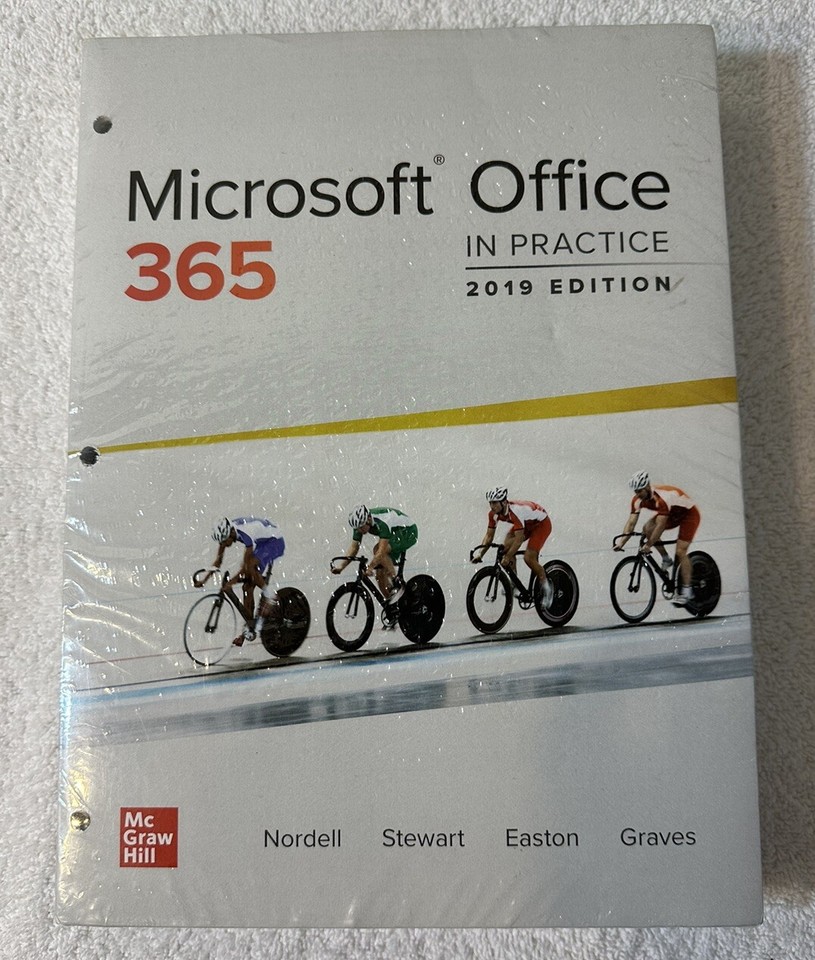 Microsoft® Office
365
IN PRACTICE
2019 EDITION
Mc
Graw
Hill
Nordell Stewart Easton Graves